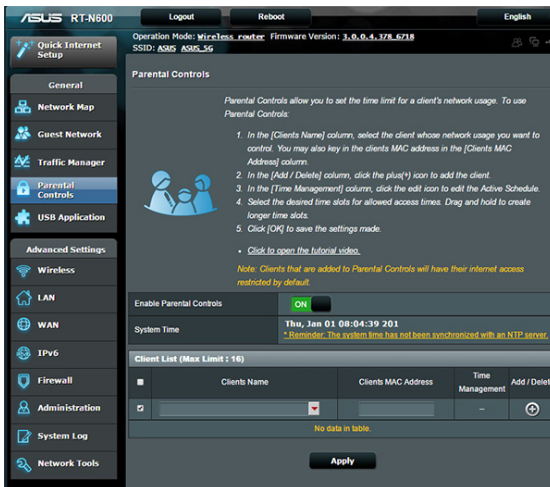 ASUS RT-N600
Logout
Reboot
English
Quick Internet
Setup
Operation Mode: Wireless router Firmware Version: 3.0.0.4.378_6718
SSID: ASUS ASUS_5G
General
Network Map
Guest Network
Traffic Manager
Parental
Controls
USB Application
Advanced Settings
Wireless
LAN
WAN
IPv6
Firewall
Administration
System Log
Network Tools
Parental Controls
Parental Controls allow you to set the time limit for a client's network usage. To use
Parental Controls:
1. In the [Clients Name] column, select the client whose network usage you want to
control. You may also key in the clients MAC address in the [Clients MAC
Address] column.
2. In the [Add / Delete] column, click the plus(+) icon to add the client.
3. In the [Time Management] column, click the edit icon to edit the Active Schedule.
4. Select the desired time slots for allowed access times. Drag and hold to create
longer time slots.
5. Click [OK] to save the settings made.
• Click to open the tutorial video.
Note: Clients that are added to Parental Controls will have their internet access
restricted by default.
Enable Parental Controls
ON
System Time
Thu, Jan 01 08:04:39 201
* Reminder: The system time has not been synchronized with an NTP server.
Client List (Max Limit : 16)
Clients Name
Clients MAC Address
Time
Management
Add / Delet
--
No data in table.
Apply